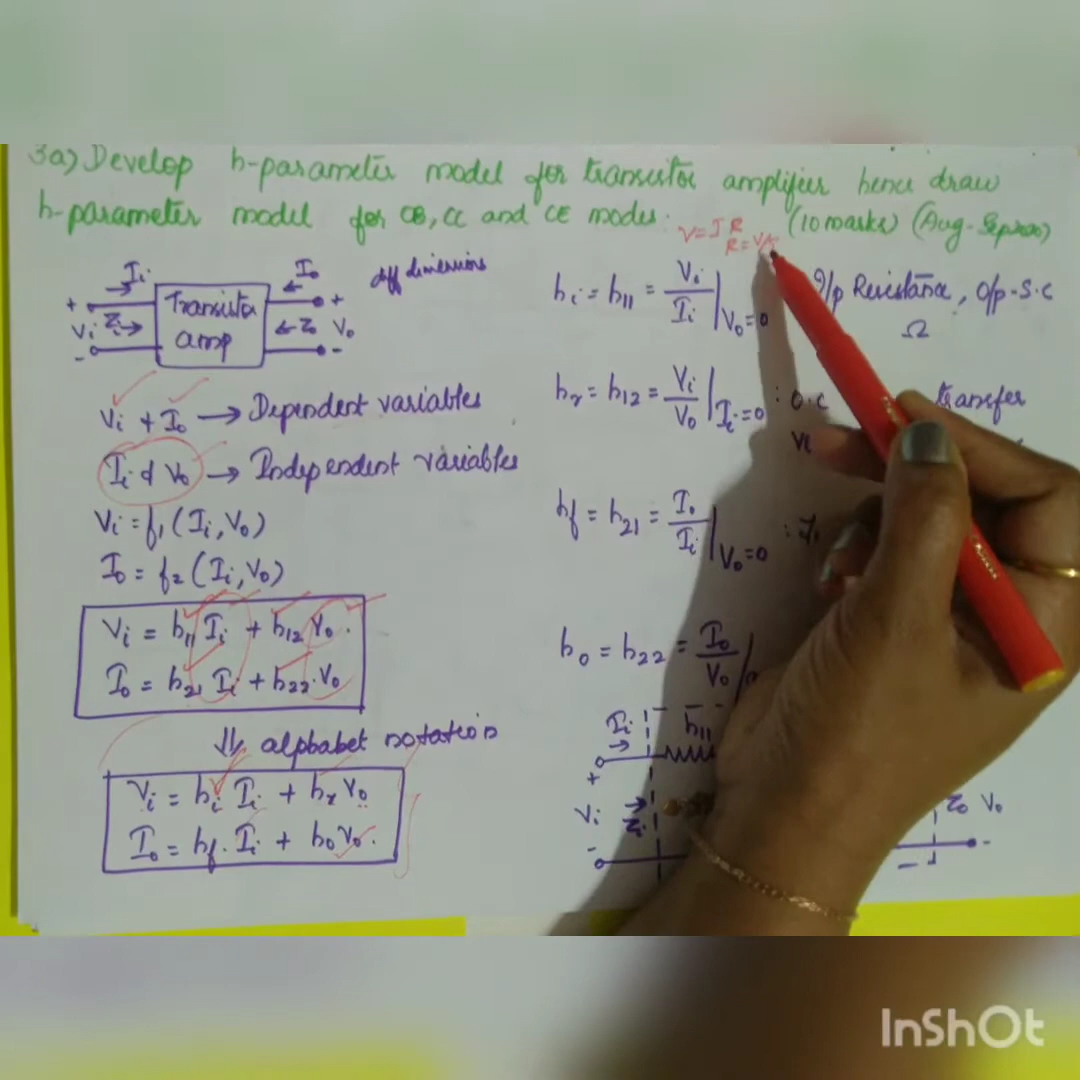 3a) Develop h-parameter model for transistor amplifier hence draw
h-parameter model for CB, CC and CE modes. (10 marks) (Aug-Sep 2020)
V=IR
R=V/I
Ii
Io
diff dimensions
+
Transistor
amp
+
Vi
Zi
Zo
Vo
-
-
Vi & Io → Dependent variables
Ii & Vo → Independent variables
Vi = f1 (Ii, Vo)
Io = f2 (Ii, Vo)
Vi = h11 Ii + h12 Vo.
Io = h21 Ii + h22. Vo
⇓ alphabet notation
Vi = hi Ii + hr Vo
Io = hf. Ii + ho Vo.
hi = h11 = Vi/Ii | Vo=0
I/p Resistance, O/p-S.C
Ω
hr = h12 = Vi/Vo | Ii=0 : o.c
transfer
hf = h21 = Io/Ii | Vo=0 :
ho = h22 = Io/Vo |
Ii
h11
+
Vi
Zi
-
Zo
Vo
-
InShOt